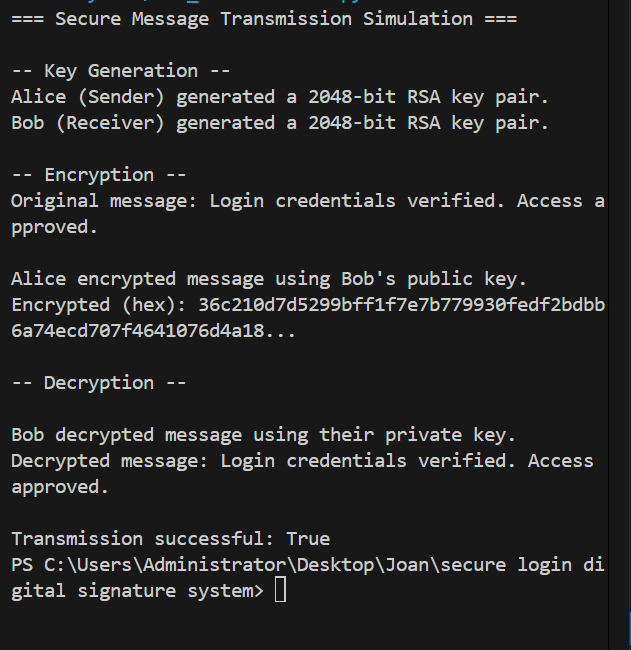 === Secure Message Transmission Simulation ===
-- Key Generation --
Alice (Sender) generated a 2048-bit RSA key pair.
Bob (Receiver) generated a 2048-bit RSA key pair.
-- Encryption --
Original message: Login credentials verified. Access a
pproved.
Alice encrypted message using Bob's public key.
Encrypted (hex): 36c210d7d5299bff1f7e7b779930fedf2bdbb
6a74ecd707f4641076d4a18...
-- Decryption --
Bob decrypted message using their private key.
Decrypted message: Login credentials verified. Access
approved.
Transmission successful: True
PS C:\Users\Administrator\Desktop\Joan\secure login di
gital signature system>